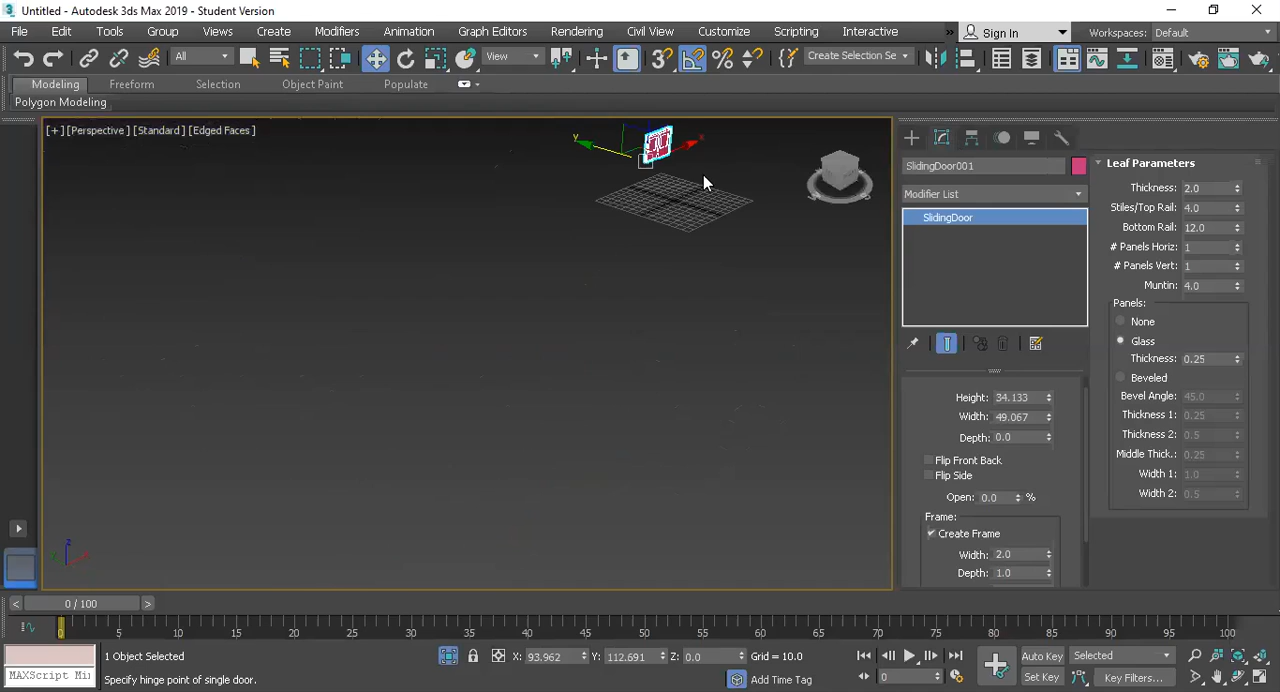 Untitled - Autodesk 3ds Max 2019 - Student Version
File Edit Tools Group Views Create Modifiers Animation Graph Editors Rendering Civil View Customize Scripting Interactive » Sign In Workspaces: Default
All View Create Selection Se
Modeling Freeform Selection Object Paint Populate
Polygon Modeling
[+] [Perspective] [Standard] [Edged Faces]
y x
SlidingDoor001
Modifier List
SlidingDoor
Height: 34.133
Width: 49.067
Depth: 0.0
Flip Front Back
Flip Side
Open: 0.0 %
Frame:
Create Frame
Width: 2.0
Depth: 1.0
Leaf Parameters
Thickness: 2.0
Stiles/Top Rail: 4.0
Bottom Rail: 12.0
# Panels Horiz: 1
# Panels Vert: 1
Muntin: 4.0
Panels:
None
Glass
Thickness: 0.25
Beveled
Bevel Angle: 45.0
Thickness 1: 0.25
Thickness 2: 0.5
Middle Thick.: 0.25
Width 1: 1.0
Width 2: 0.5
z
< 0 / 100 >
0 5 10 15 20 25 30 35 40 45 50 55 60 65 70 75 80 85 90 95 100
1 Object Selected X: 93.962 Y: 112.691 Z: 0.0 Grid = 10.0 Auto Key Selected
MAXScript Mi Specify hinge point of single door. Add Time Tag 0 Set Key Key Filters...